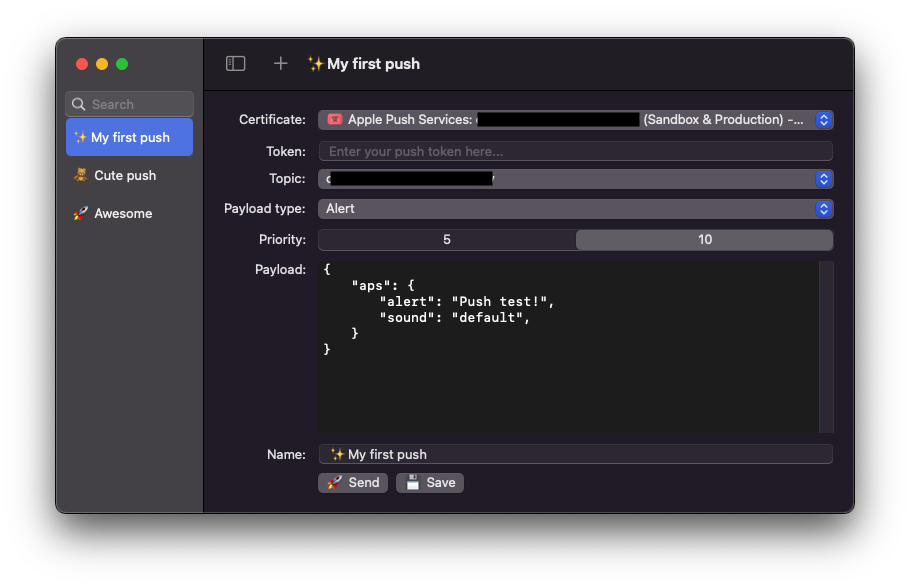 ✨My first push
Search
✨ My first push
🧸 Cute push
🚀 Awesome
Certificate: Apple Push Services: (Sandbox & Production) –...
Token: Enter your push token here...
Topic:
Payload type: Alert
Priority: 5 10
Payload: {
"aps": {
"alert": "Push test!",
"sound": "default",
}
}
Name: ✨ My first push
🚀 Send 💾 Save